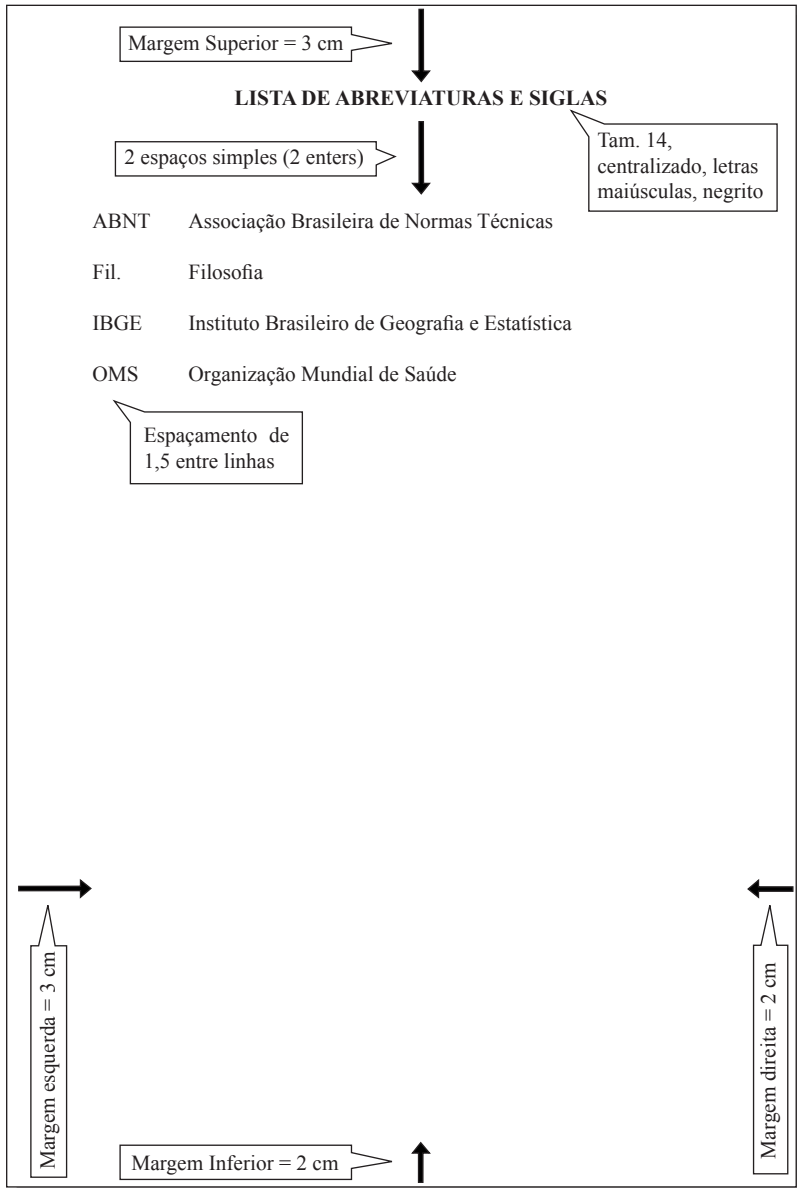 Margem Superior = 3 cm
LISTA DE ABREVIATURAS E SIGLAS
2 espaços simples (2 enters)
Tam. 14,
centralizado, letras
maiúsculas, negrito
ABNT Associação Brasileira de Normas Técnicas
Fil. Filosofia
IBGE Instituto Brasileiro de Geografia e Estatística
OMS Organização Mundial de Saúde
Espaçamento de
1,5 entre linhas
Margem esquerda = 3 cm
Margem direita = 2 cm
Margem Inferior = 2 cm